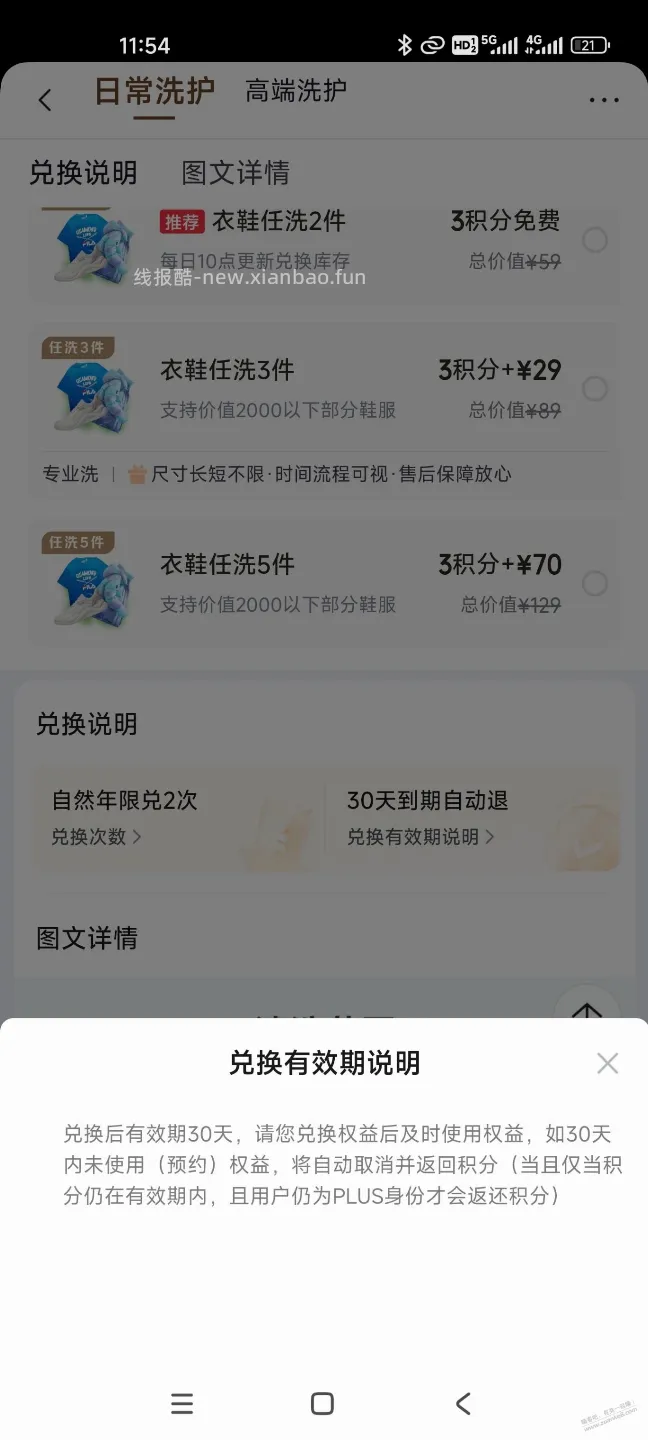 11:54
HD 1 2 5G 4G 21
日常洗护 高端洗护
兑换说明 图文详情
推荐 衣鞋任洗2件 3积分免费
每日10点更新兑换库存 总价值¥59
线报酷-new.xianbao.fun
任洗3件
衣鞋任洗3件 3积分+¥29
支持价值2000以下部分鞋服 总价值¥89
专业洗 | 尺寸长短不限·时间流程可视·售后保障放心
任洗5件
衣鞋任洗5件 3积分+¥70
支持价值2000以下部分鞋服 总价值¥129
兑换说明
自然年限兑2次 30天到期自动退
兑换次数 兑换有效期说明
图文详情
兑换有效期说明
兑换后有效期30天，请您兑换权益后及时使用权益，如30天
内未使用（预约）权益，将自动取消并返回积分（当且仅当积
分仍在有效期内，且用户仍为PLUS身份才会返还积分）